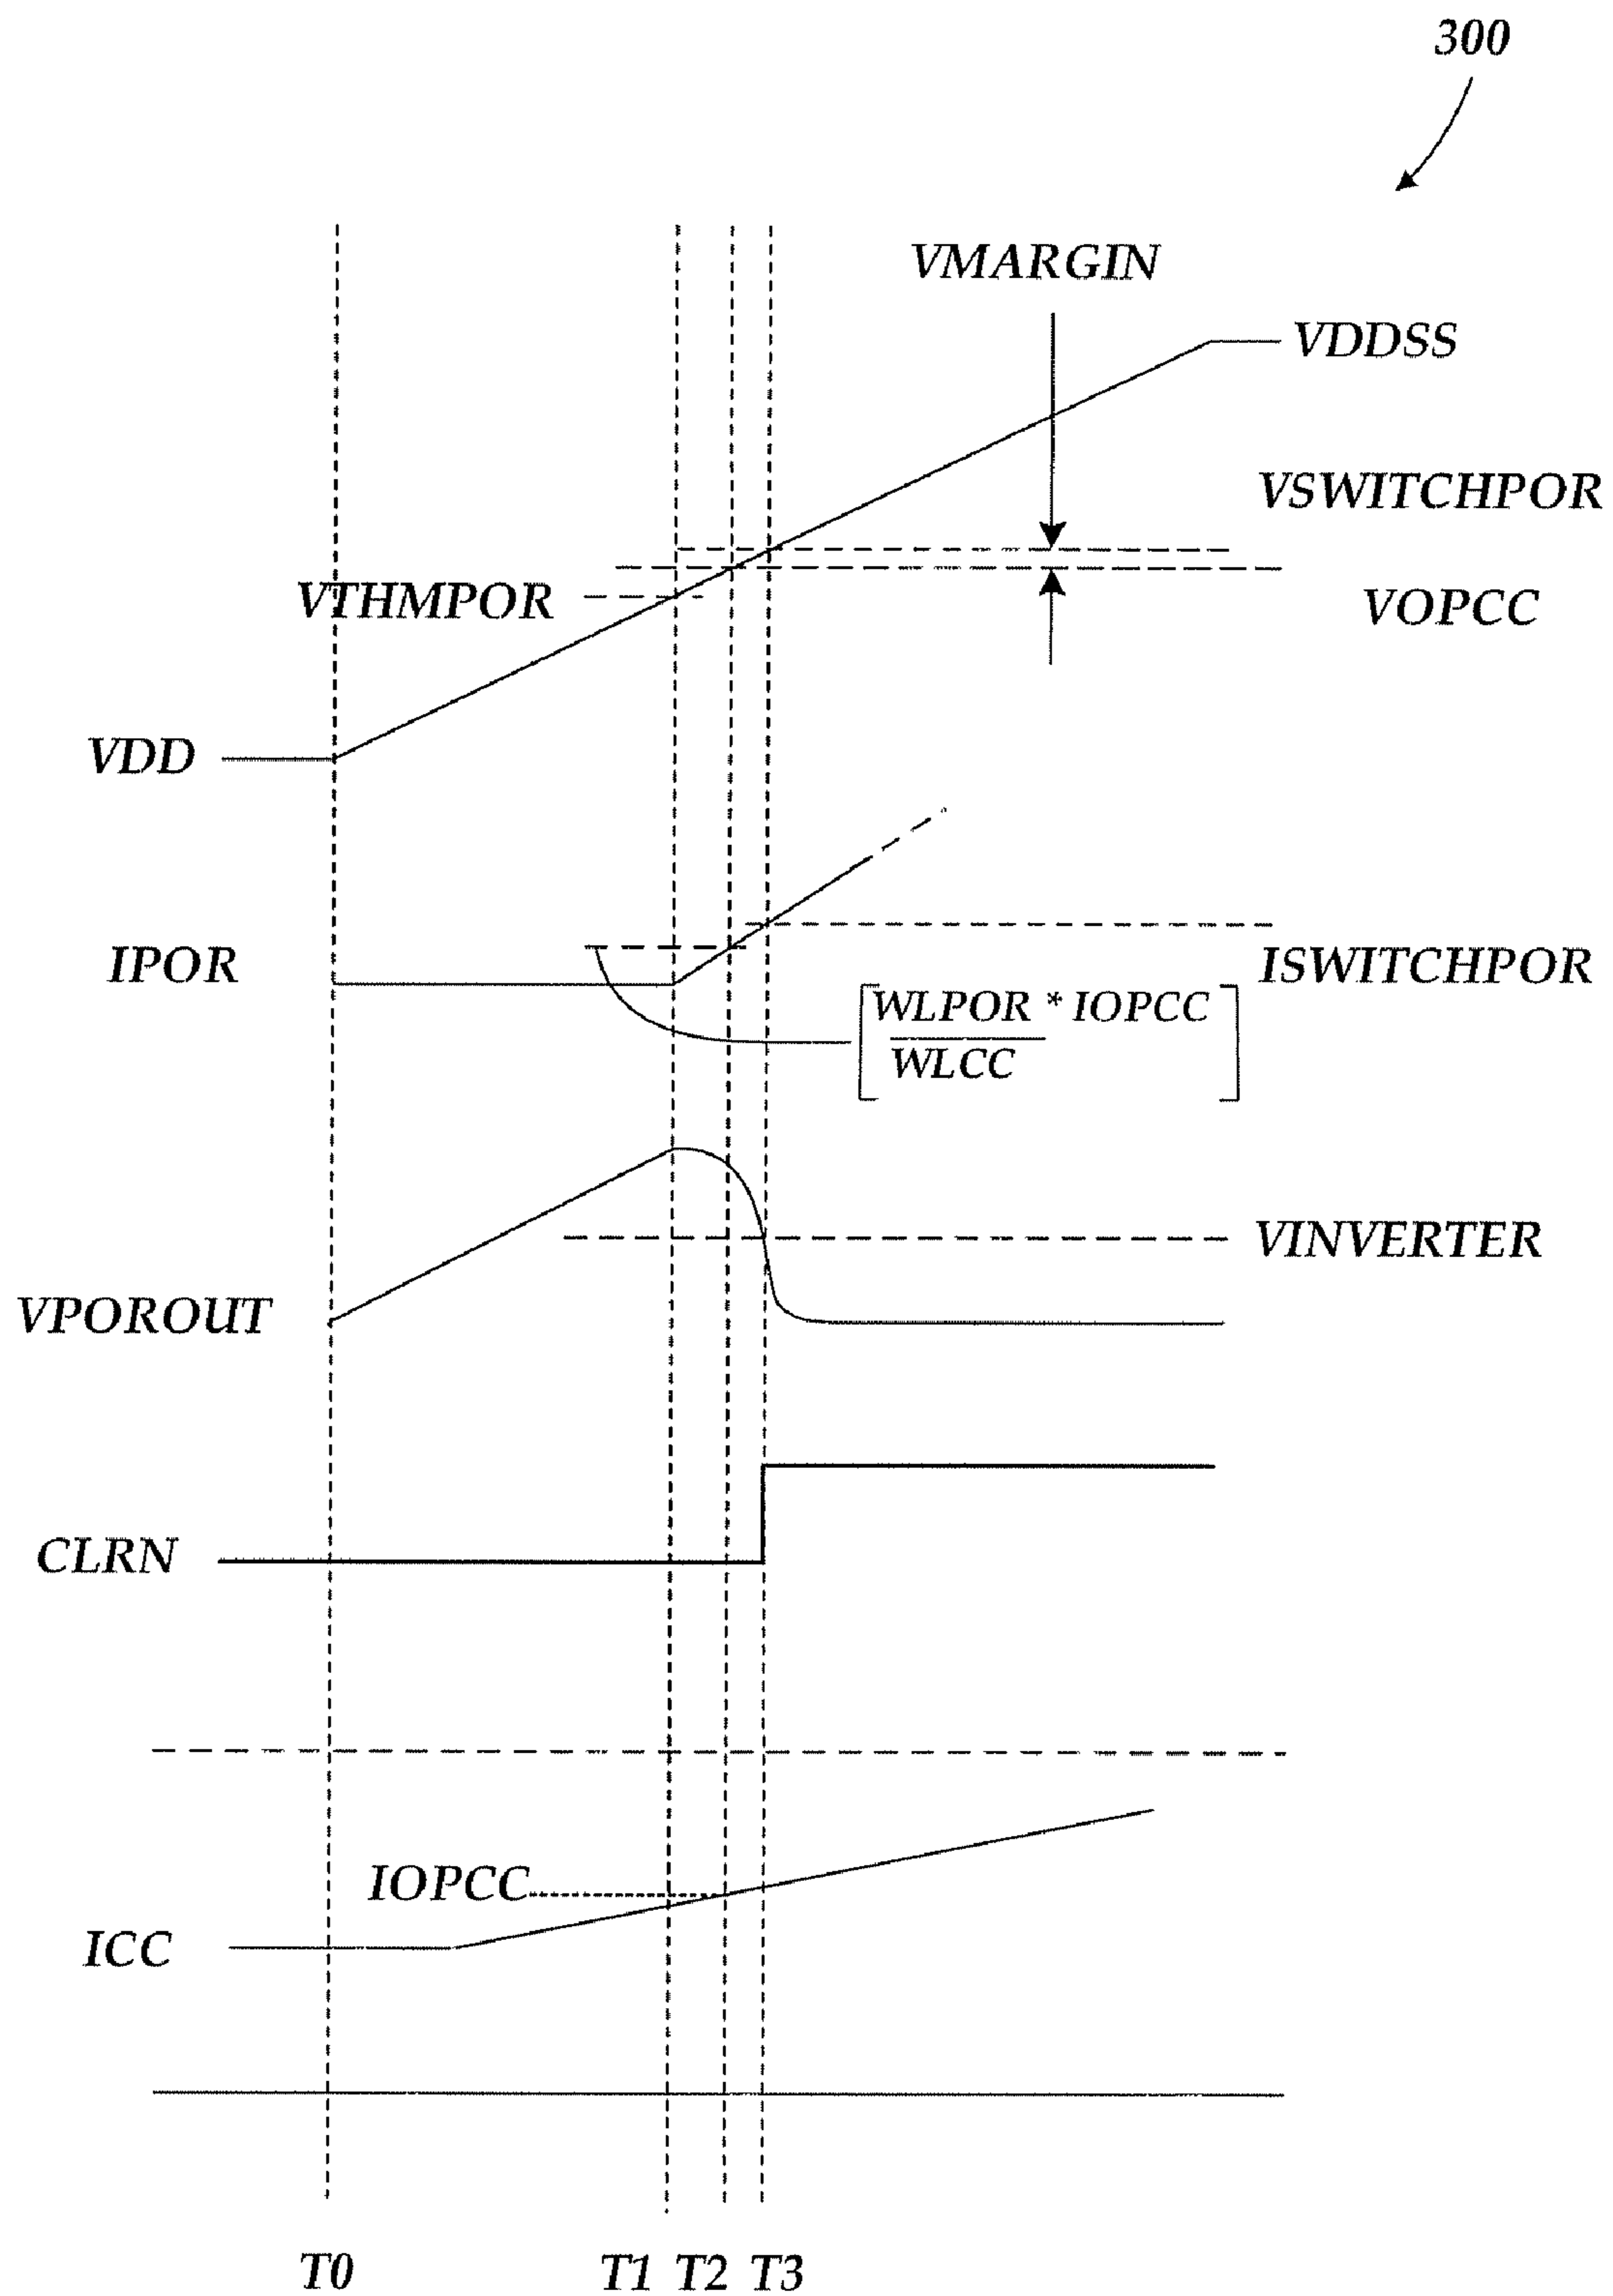 300
VMARGIN
VDDSS
VSWITCHPOR
VTHMPOR
VOPCC
VDD
IPOR
ISWITCHPOR
WLPOR * IOPCC
WLCC
VINVERTER
VPOROUT
CLRN
IOPCC
ICC
T0 T1 T2 T3